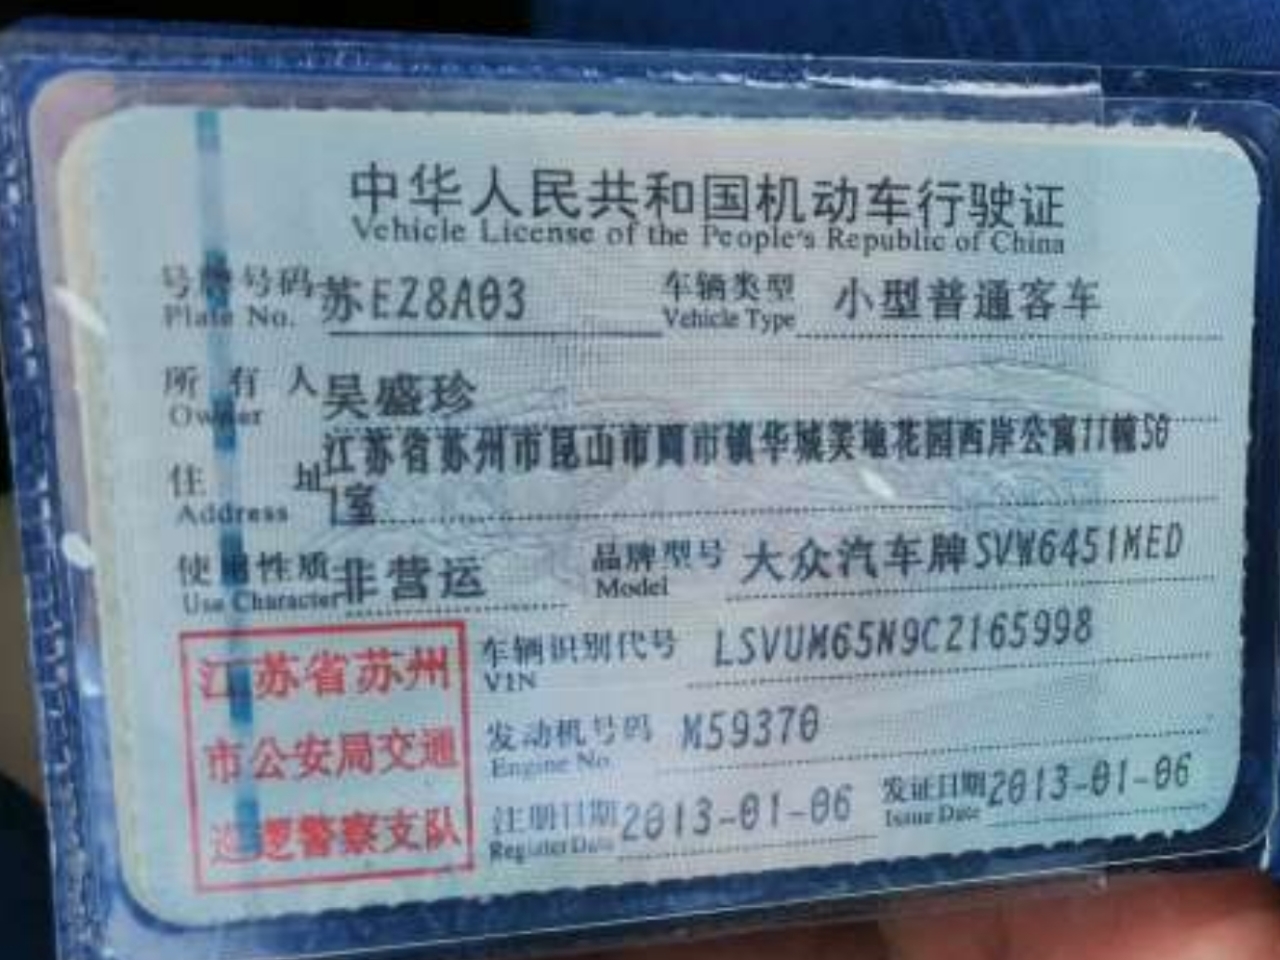 中华人民共和国机动车行驶证
Vehicle License of the People's Republic of China
号牌号码 苏EZ8A03 车辆类型 小型普通客车
Plate No. Vehicle Type
所有人 吴盛珍
Owner
住址 江苏省苏州市昆山市周市镇华城美地花园西岸公寓11幢50
1室
Address
使用性质 非营运 品牌型号 大众汽车牌SVW6451MED
Use Character Model
车辆识别代号 LSVUM65N9C2165998
VIN
发动机号码 M59370
Engine No.
注册日期 2013-01-06 发证日期 2013-01-06
Register Date Issue Date
江苏省苏州
市公安局交通
巡逻警察支队